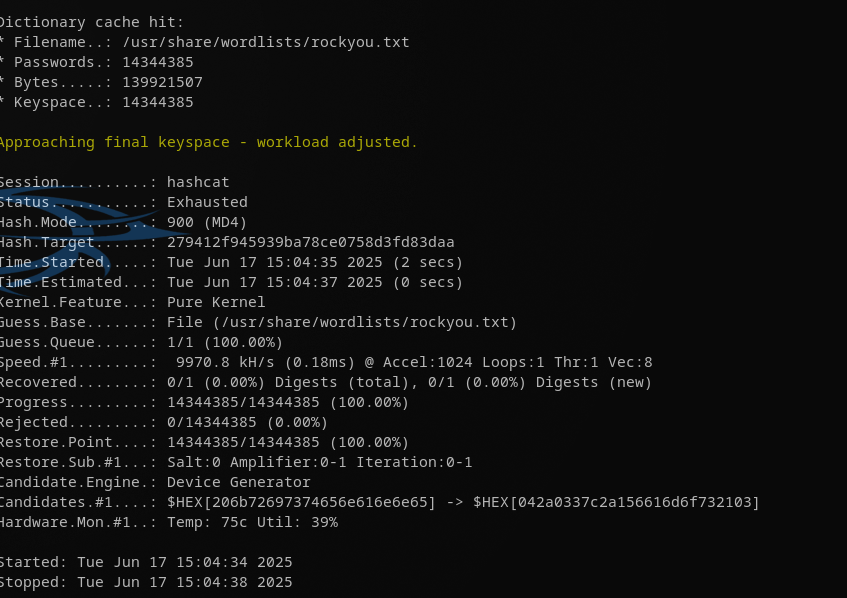 Dictionary cache hit:
* Filename..: /usr/share/wordlists/rockyou.txt
* Passwords.: 14344385
* Bytes.....: 139921507
* Keyspace..: 14344385
Approaching final keyspace - workload adjusted.
Session..........: hashcat
Status...........: Exhausted
Hash.Mode........: 900 (MD4)
Hash.Target......: 279412f945939ba78ce0758d3fd83daa
Time.Started.....: Tue Jun 17 15:04:35 2025 (2 secs)
Time.Estimated...: Tue Jun 17 15:04:37 2025 (0 secs)
Kernel.Feature...: Pure Kernel
Guess.Base.......: File (/usr/share/wordlists/rockyou.txt)
Guess.Queue......: 1/1 (100.00%)
Speed.#1.........:  9970.8 kH/s (0.18ms) @ Accel:1024 Loops:1 Thr:1 Vec:8
Recovered........: 0/1 (0.00%) Digests (total), 0/1 (0.00%) Digests (new)
Progress.........: 14344385/14344385 (100.00%)
Rejected.........: 0/14344385 (0.00%)
Restore.Point....: 14344385/14344385 (100.00%)
Restore.Sub.#1...: Salt:0 Amplifier:0-1 Iteration:0-1
Candidate.Engine.: Device Generator
Candidates.#1....: $HEX[206b72697374656e616e6e65] -> $HEX[042a0337c2a156616d6f732103]
Hardware.Mon.#1..: Temp: 75c Util: 39%
Started: Tue Jun 17 15:04:34 2025
Stopped: Tue Jun 17 15:04:38 2025